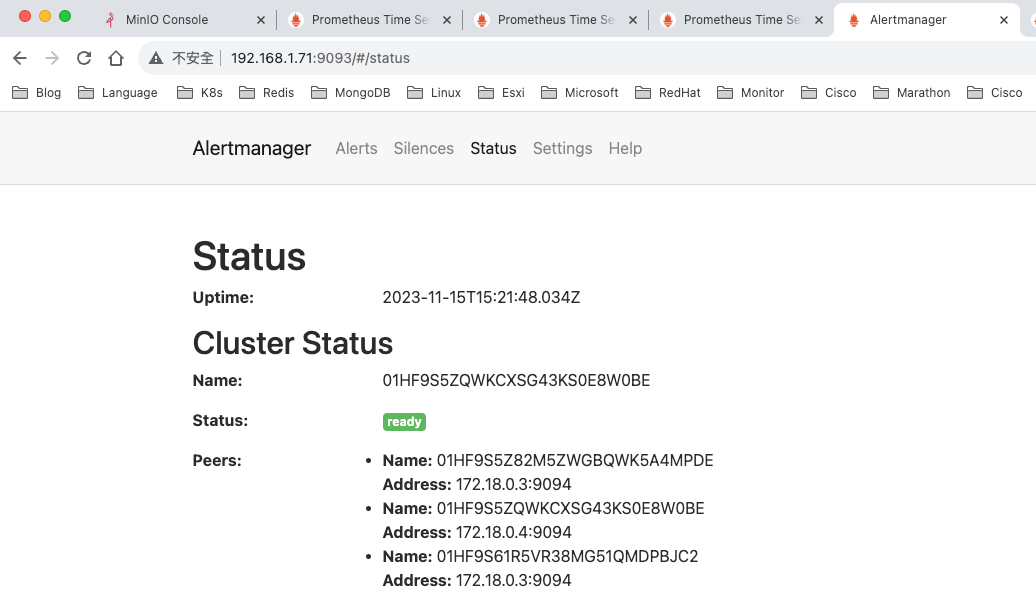 MinIO Console
Prometheus Time Se
Prometheus Time Se
Prometheus Time Se
Alertmanager
不安全 192.168.1.71:9093/#/status
Blog Language K8s Redis MongoDB Linux Esxi Microsoft RedHat Monitor Cisco Marathon Cisco
Alertmanager Alerts Silences Status Settings Help
Status
Uptime: 2023-11-15T15:21:48.034Z
Cluster Status
Name: 01HF9S5ZQWKCXSG43KS0E8W0BE
Status: ready
Peers: • Name: 01HF9S5Z82M5ZWGBQWK5A4MPDE
Address: 172.18.0.3:9094
• Name: 01HF9S5ZQWKCXSG43KS0E8W0BE
Address: 172.18.0.4:9094
• Name: 01HF9S61R5VR38MG51QMDPBJC2
Address: 172.18.0.3:9094